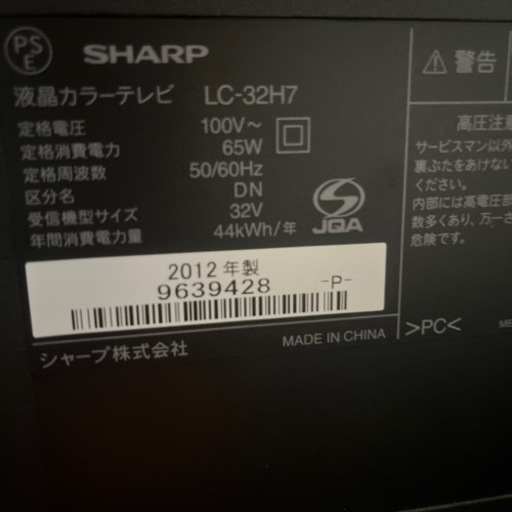 PSE
SHARP
液晶カラーテレビ LC-32H7
定格電圧 100V～
定格消費電力 65W
定格周波数 50/60Hz
区分名 DN
受信機型サイズ 32V
年間消費電力量 44kWh/年
JQA
2012年製
9639428 -P-
シャープ株式会社 MADE IN CHINA
警告
高圧注意
サービスマン以外
裏ぶたをあけない
ください。
内部には高電圧部
数多くあり、万一さ
危険です。
>PC<